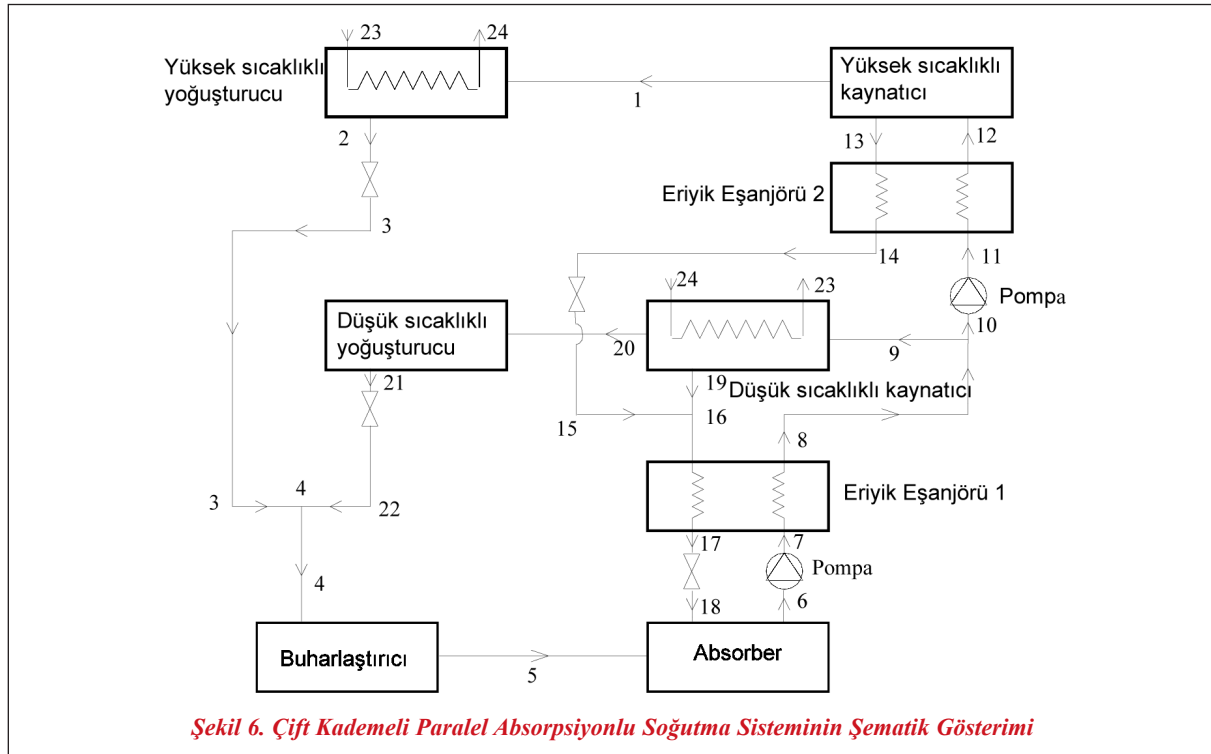 23
24
Yüksek sıcaklıklı
yoğuşturucu
1
Yüksek sıcaklıklı
kaynatıcı
2
13
12
Eriyik Eşanjörü 2
3
14
11
24
23
Pompa
Düşük sıcaklıklı
yoğuşturucu
20
9
10
21
19
Düşük sıcaklıklı kaynatıcı
15
16
8
Eriyik Eşanjörü 1
3
4
22
17
7
Pompa
4
18
6
Buharlaştırıcı
5
Absorber
Şekil 6. Çift Kademeli Paralel Absorpsiyonlu Soğutma Sisteminin Şematik Gösterimi